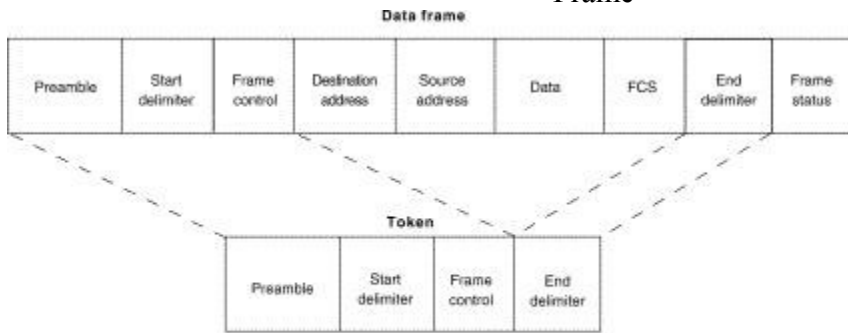 Frame
Data frame
Preamble
Start
delimiter
Frame
control
Destination
address
Source
address
Data
FCS
End
delimiter
Frame
status
Token
Preamble
Start
delimiter
Frame
control
End
delimiter